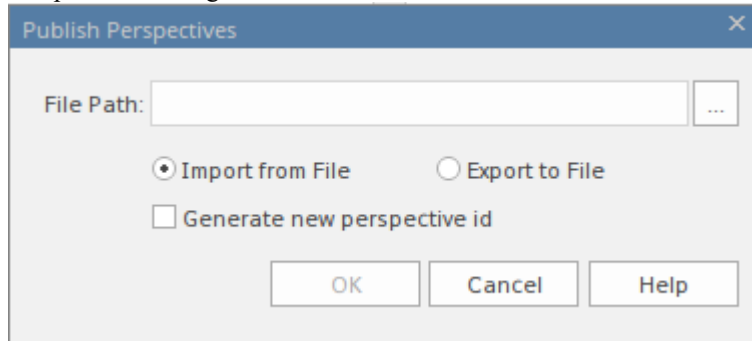 Publish Perspectives
File Path:
...
Import from File Export to File
Generate new perspective id
OK Cancel Help